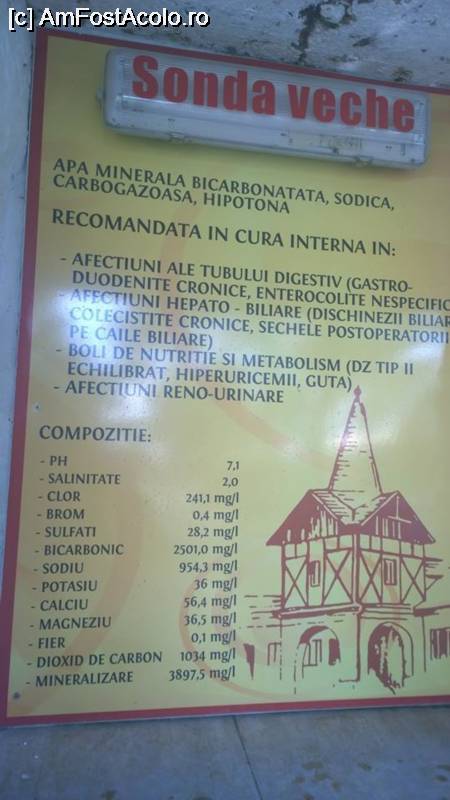 [c] AmFostAcolo.ro
Sonda veche
APA MINERALA BICARBONATATA, SODICA,
CARBOGAZOASA, HIPOTONA
RECOMANDATA IN CURA INTERNA IN:
- AFECTIUNI ALE TUBULUI DIGESTIV (GASTRO-
DUODENITE CRONICE, ENTEROCOLITE NESPECIFIC
- AFECTIUNI HEPATO - BILIARE (DISCHINEZII BILIAR
COLECISTITE CRONICE, SECHELE POSTOPERATORII
PE CAILE BILIARE)
- BOLI DE NUTRITIE SI METABOLISM (DZ TIP II
ECHILIBRAT, HIPERURICEMII, GUTA)
- AFECTIUNI RENO-URINARE
COMPOZITIE:
- PH 7,1
- SALINITATE 2,0
- CLOR 241,1 mg/l
- BROM 0,4 mg/l
- SULFATI 28,2 mg/l
- BICARBONIC 2501,0 mg/l
- SODIU 954,3 mg/l
- POTASIU 36 mg/l
- CALCIU 56,4 mg/l
- MAGNEZIU 36,5 mg/l
- FIER 0,1 mg/l
- DIOXID DE CARBON 1034 mg/l
- MINERALIZARE 3897,5 mg/l